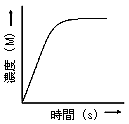 濃度 (M) →
時間 (s) →